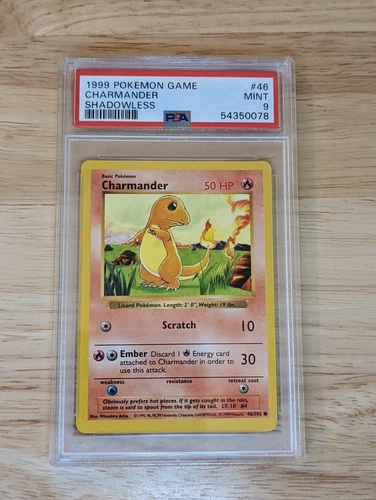 1999 POKEMON GAME #46
CHARMANDER MINT
SHADOWLESS 9
PSA 54350078
Basic Pokémon
Charmander 50 HP
Lizard Pokémon. Length: 2' 0", Weight: 19 lbs.
Scratch 10
Ember Discard 1 Energy card
attached to Charmander in order to
use this attack. 30
weakness resistance retreat cost
Obviously prefers hot places. If it gets caught in the rain,
steam is said to spout from the tip of its tail. LV. 10 #4
Illus. Mitsuhiro Arita 46/102